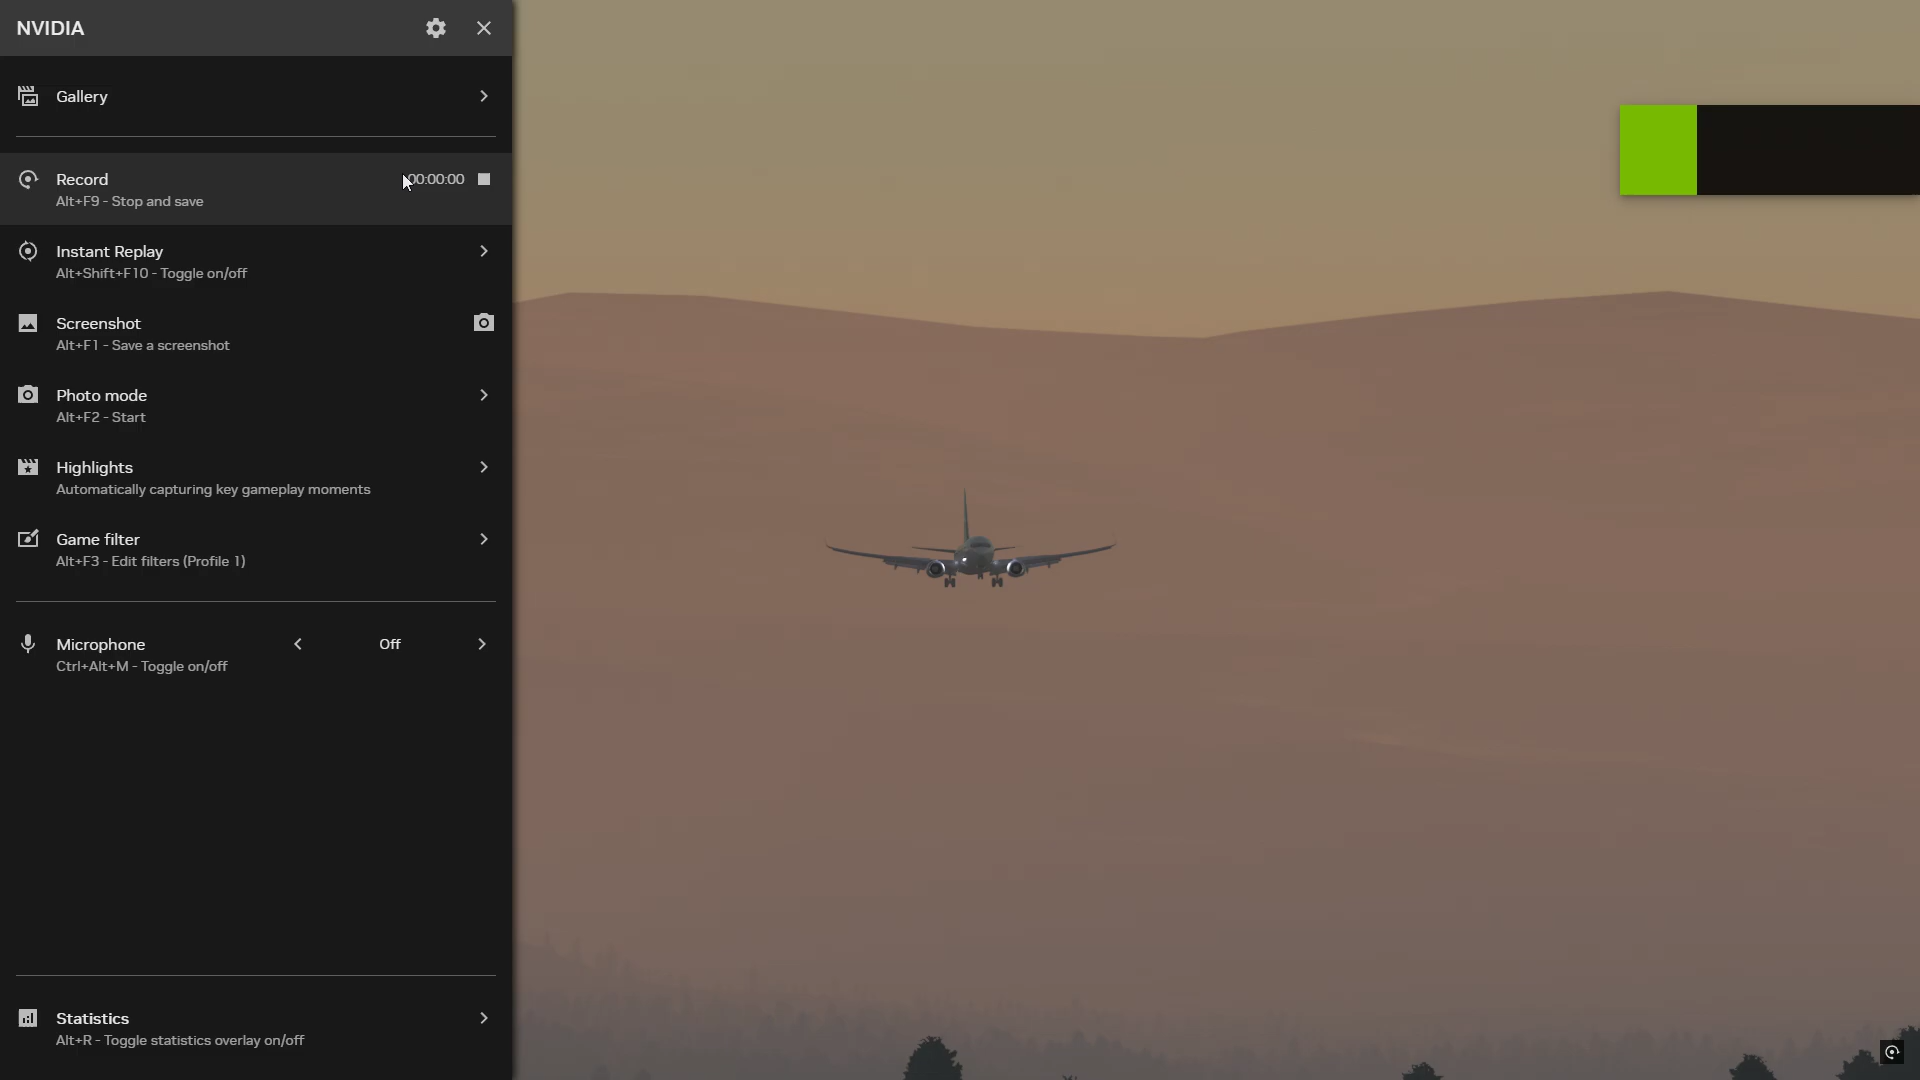 NVIDIA
Gallery
Record
00:00:00
Alt+F9 - Stop and save
Instant Replay
Alt+Shift+F10 - Toggle on/off
Screenshot
Alt+F1 - Save a screenshot
Photo mode
Alt+F2 - Start
Highlights
Automatically capturing key gameplay moments
Game filter
Alt+F3 - Edit filters (Profile 1)
Microphone
Off
Ctrl+Alt+M - Toggle on/off
Statistics
Alt+R - Toggle statistics overlay on/off